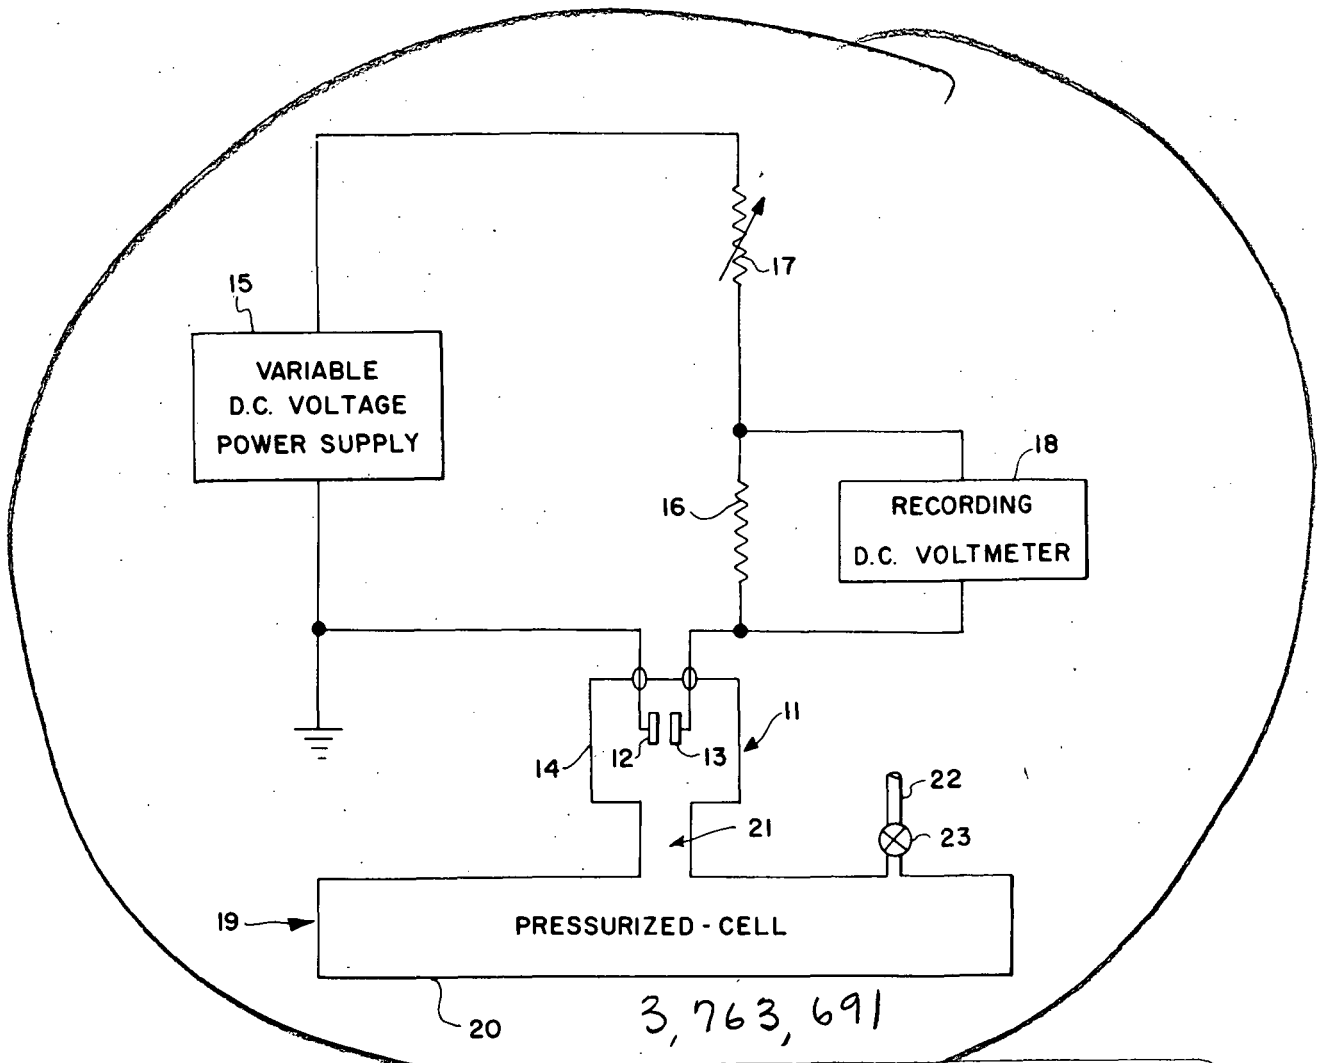 17
15
VARIABLE
D.C. VOLTAGE
POWER SUPPLY
18
16
RECORDING
D.C. VOLTMETER
11
12
13
14
22
21
23
19
PRESSURIZED-CELL
20
3,763,691